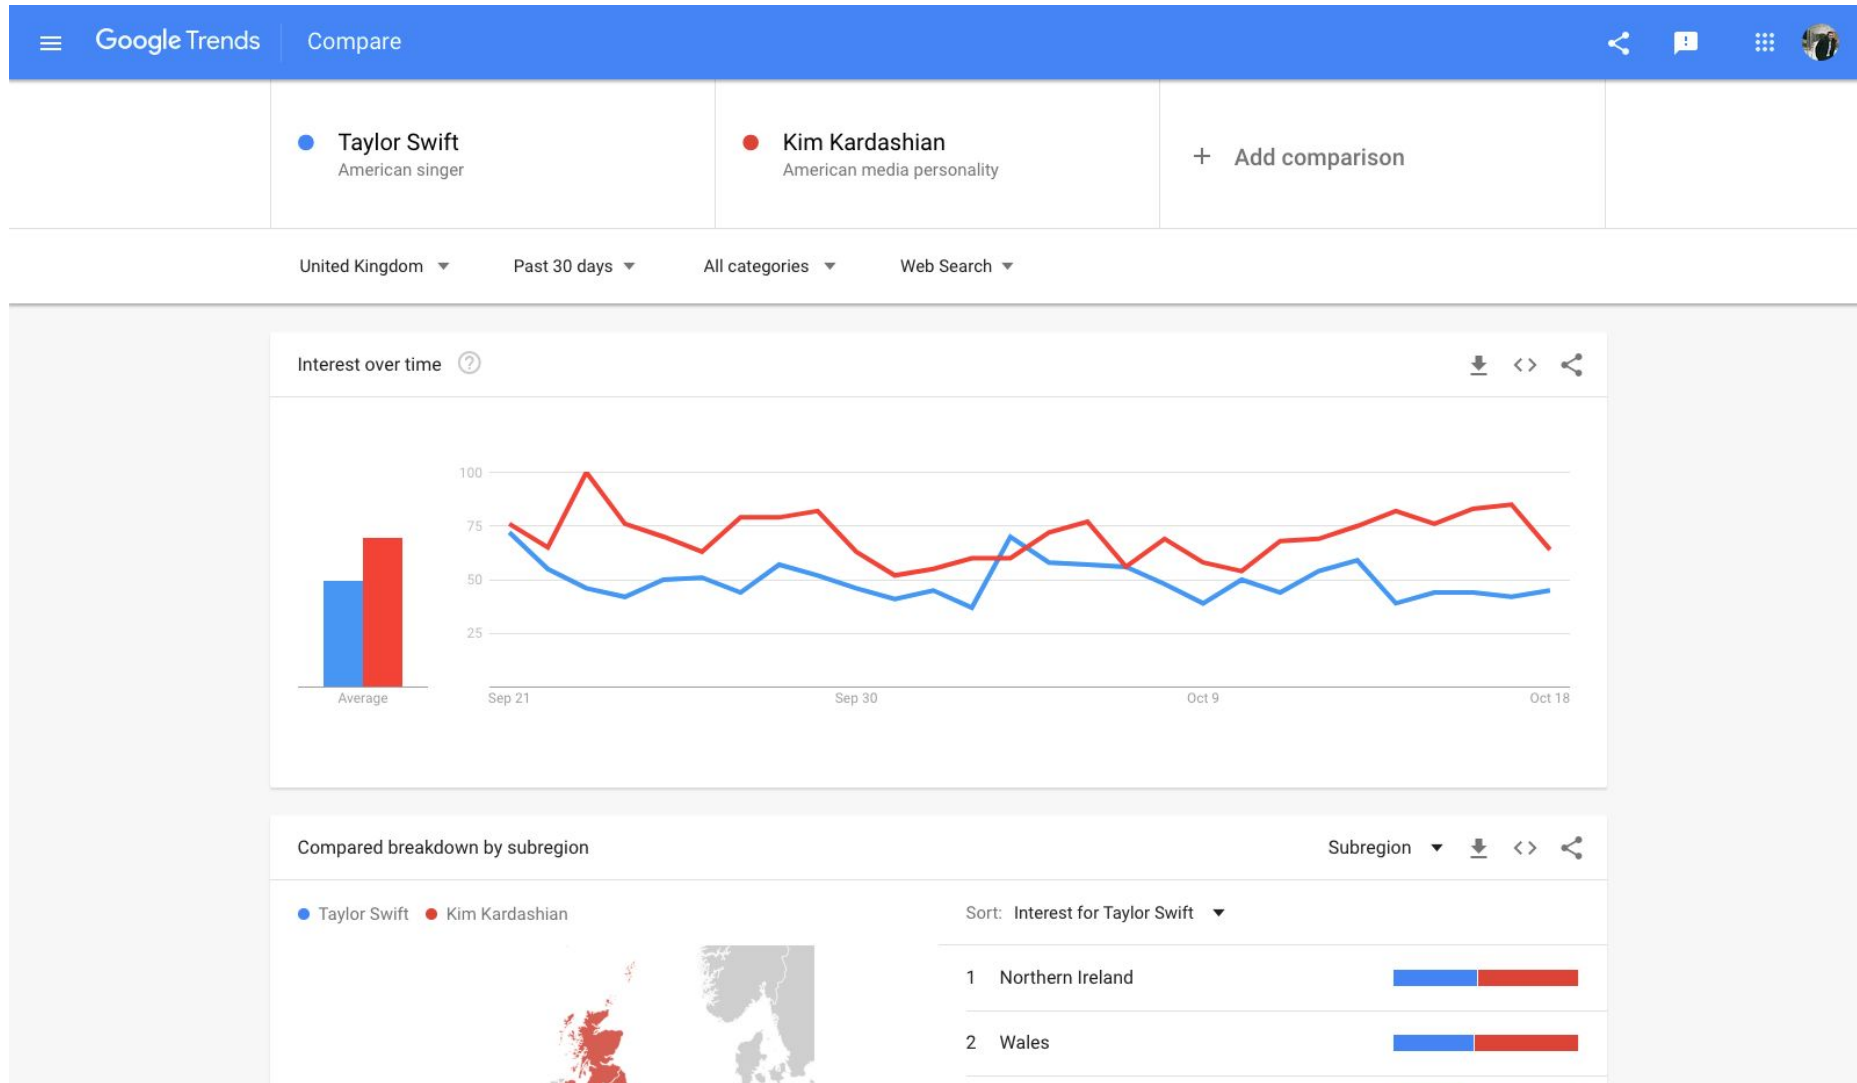 Google Trends Compare
Taylor Swift
American singer
Kim Kardashian
American media personality
+ Add comparison
United Kingdom
Past 30 days
All categories
Web Search
Interest over time ?
100
75
50
25
Average
Sep 21
Sep 30
Oct 9
Oct 18
Compared breakdown by subregion
Subregion
Taylor Swift
Kim Kardashian
Sort: Interest for Taylor Swift
1 Northern Ireland
2 Wales